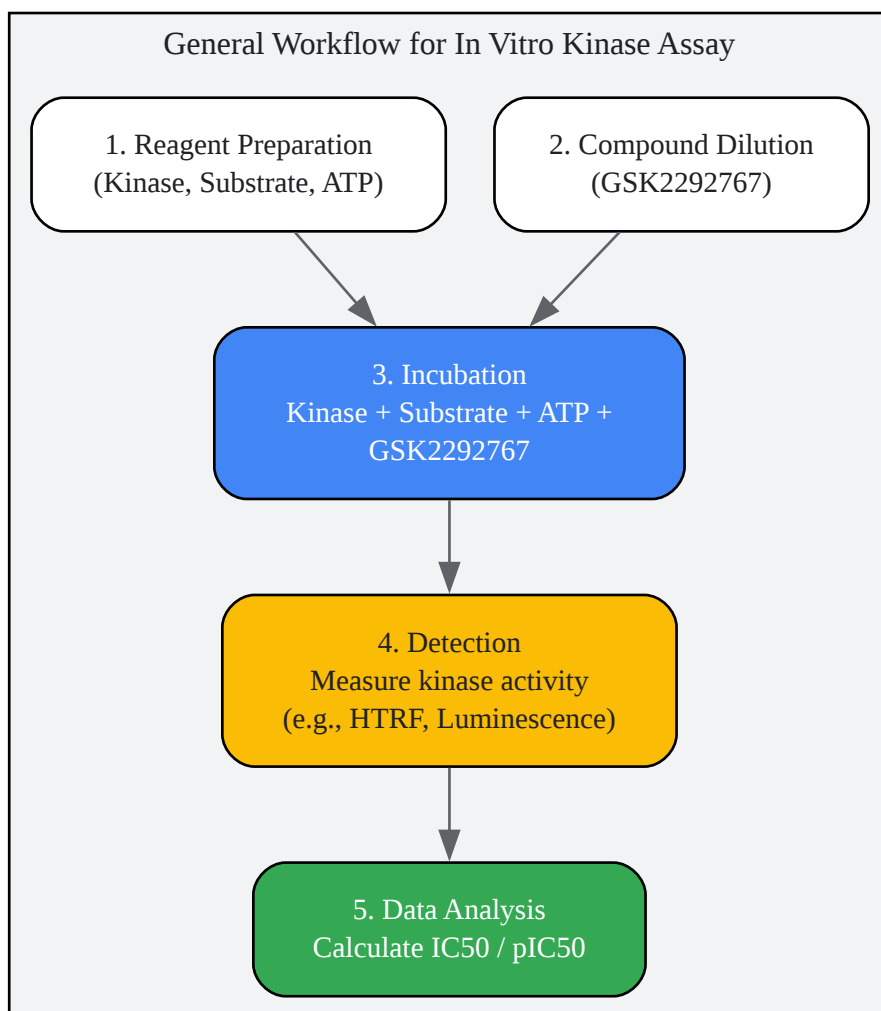 General Workflow for In Vitro Kinase Assay
1. Reagent Preparation
(Kinase, Substrate, ATP)
2. Compound Dilution
(GSK2292767)
3. Incubation
Kinase + Substrate + ATP +
GSK2292767
4. Detection
Measure kinase activity
(e.g., HTRF, Luminescence)
5. Data Analysis
Calculate IC50 / pIC50